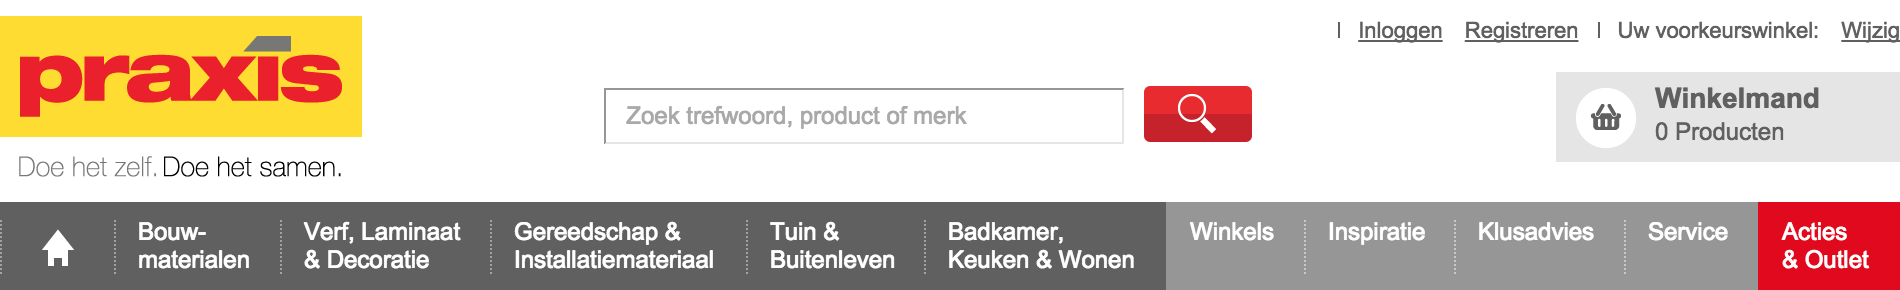 Inloggen Registreren Uw voorkeurswinkel: Wijzig
praxis
Zoek trefwoord, product of merk
Winkelmand
0 Producten
Doe het zelf. Doe het samen.
Bouw-
materialen
Verf, Laminaat
& Decoratie
Gereedschap &
Installatiemateriaal
Tuin &
Buitenleven
Badkamer,
Keuken & Wonen
Winkels
Inspiratie
Klusadvies
Service
Acties
& Outlet